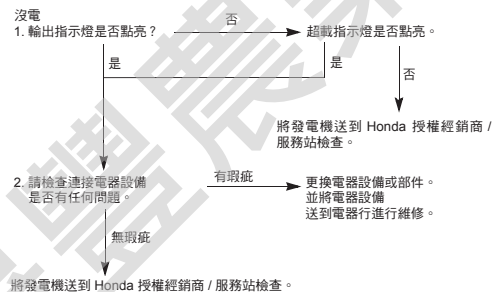 沒電
1. 輸出指示燈是否點亮？
否
超載指示燈是否點亮。
是
是
否
將發電機送到 Honda 授權經銷商 /
服務站檢查。
2. 請檢查連接電器設備
是否有任何問題。
有瑕疵
更換電器設備或部件。
並將電器設備
送到電器行進行維修。
無瑕疵
將發電機送到 Honda 授權經銷商 / 服務站檢查。